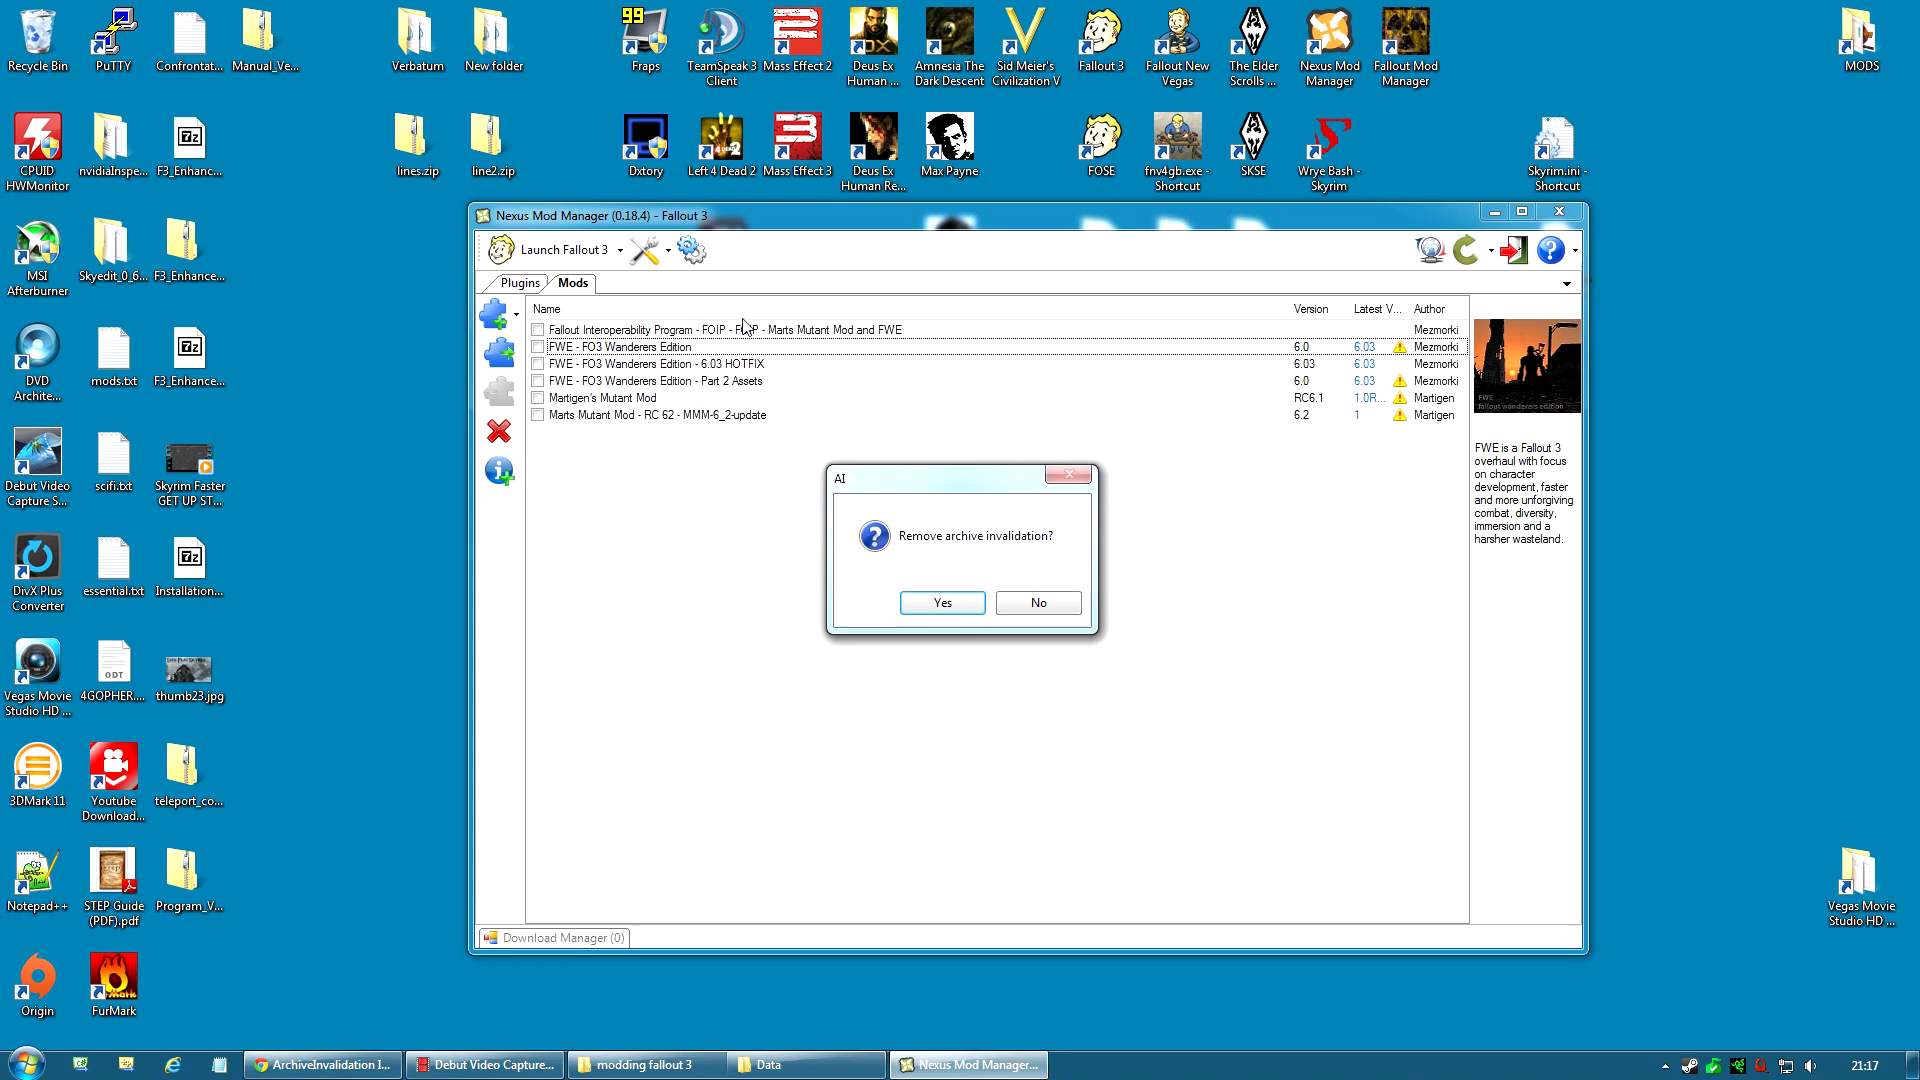 Recycle Bin
PuTTY
Confrontat...
Manual_Ve...
Verbatum
New folder
99
Fraps
TeamSpeak 3
Client
Mass Effect 2
Deus Ex
Human ...
Amnesia The
Dark Descent
Sid Meier's
Civilization V
Fallout 3
Fallout New
Vegas
The Elder
Scrolls ...
Nexus Mod
Manager
Fallout Mod
Manager
MODS
CPUID
HWMonitor
nvidiaInspe...
F3_Enhanc...
lines.zip
line2.zip
Dxtory
Left 4 Dead 2
Mass Effect 3
Deus Ex
Human Re...
Max Payne
FOSE
fnv4gb.exe -
Shortcut
SKSE
Wrye Bash -
Skyrim
Skyrim.ini -
Shortcut
MSI
Afterburner
Skyedit_0_6...
F3_Enhance...
DVD
Archite...
mods.txt
F3_Enhance...
Debut Video
Capture S...
scifi.txt
Skyrim Faster
GET UP ST...
DivX Plus
Converter
essential.txt
Installation...
Vegas Movie
Studio HD ...
ODT
4GOPHER....
thumb23.jpg
3DMark 11
Youtube
Download...
teleport_co...
Notepad++
STEP Guide
(PDF).pdf
Program_V...
Origin
FurMark
Vegas Movie
Studio HD ...
Nexus Mod Manager (0.18.4) - Fallout 3
Launch Fallout 3
Plugins
Mods
Name Version Latest V... Author
Fallout Interoperability Program - FOIP - - Marts Mutant Mod and FWE Mezmorki
FWE - FO3 Wanderers Edition 6.0 6.03 Mezmorki
FWE - FO3 Wanderers Edition - 6.03 HOTFIX 6.03 6.03 Mezmorki
FWE - FO3 Wanderers Edition - Part 2 Assets 6.0 6.03 Mezmorki
Martigen's Mutant Mod RC6.1 1.0R... Martigen
Marts Mutant Mod - RC 62 - MMM-6_2-update 6.2 1 Martigen
FWE
fallout wanderers edition
FWE is a Fallout 3
overhaul with focus
on character
development, faster
and more unforgiving
combat, diversity,
immersion and a
harsher wasteland.
AI
Remove archive invalidation?
Yes
No
Download Manager (0)
ArchiveInvalidation I...
Debut Video Capture...
modding fallout 3
Data
Nexus Mod Manager...
21:17